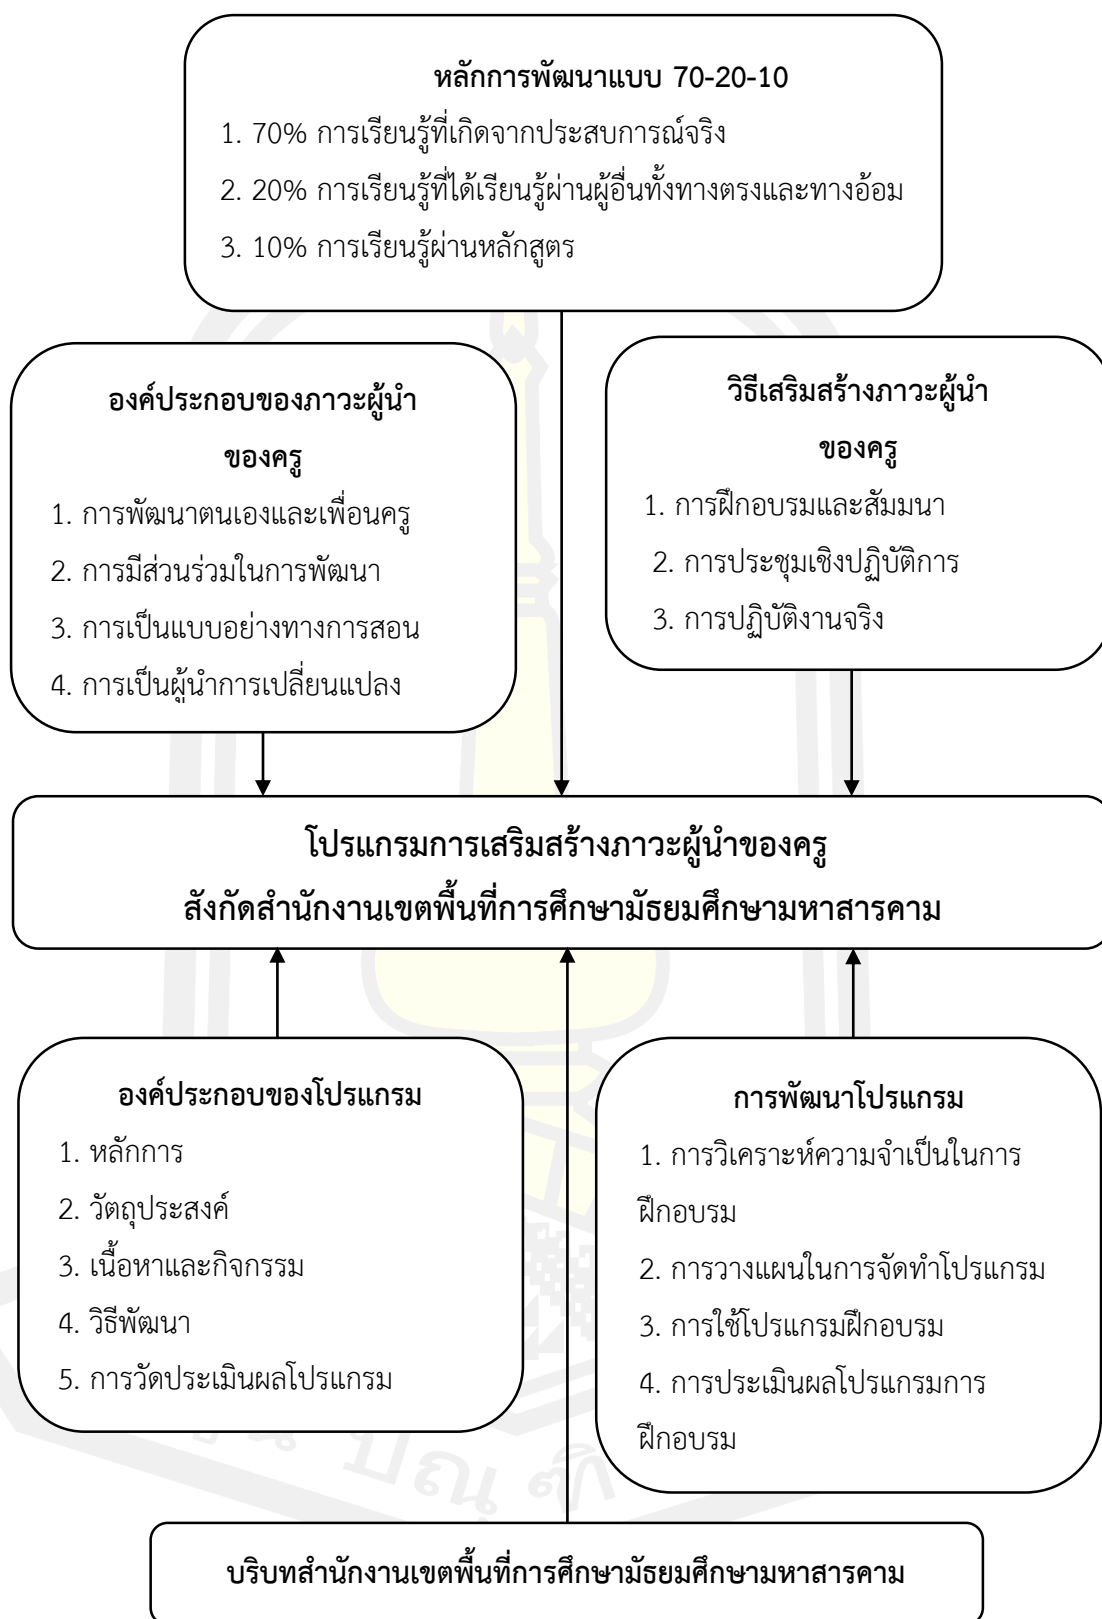 หลักการพัฒนาแบบ 70-20-10
1. 70% การเรียนรู้ที่เกิดจากประสบการณ์จริง
2. 20% การเรียนรู้ที่ได้เรียนรู้ผ่านผู้อื่นทั้งทางตรงและทางอ้อม
3. 10% การเรียนรู้ผ่านหลักสูตร
องค์ประกอบของภาวะผู้นำ
ของครู
1. การพัฒนาตนเองและเพื่อนครู
2. การมีส่วนร่วมในการพัฒนา
3. การเป็นแบบอย่างทางการสอน
4. การเป็นผู้นำการเปลี่ยนแปลง
วิธีเสริมสร้างภาวะผู้นำ
ของครู
1. การฝึกอบรมและสัมมนา
2. การประชุมเชิงปฏิบัติการ
3. การปฏิบัติงานจริง
โปรแกรมการเสริมสร้างภาวะผู้นำของครู
สังกัดสำนักงานเขตพื้นที่การศึกษามัธยมศึกษามหาสารคาม
องค์ประกอบของโปรแกรม
1. หลักการ
2. วัตถุประสงค์
3. เนื้อหาและกิจกรรม
4. วิธีพัฒนา
5. การวัดประเมินผลโปรแกรม
การพัฒนาโปรแกรม
1. การวิเคราะห์ความจำเป็นในการ
ฝึกอบรม
2. การวางแผนในการจัดทำโปรแกรม
3. การใช้โปรแกรมฝึกอบรม
4. การประเมินผลโปรแกรมการ
ฝึกอบรม
บริบทสำนักงานเขตพื้นที่การศึกษามัธยมศึกษามหาสารคาม